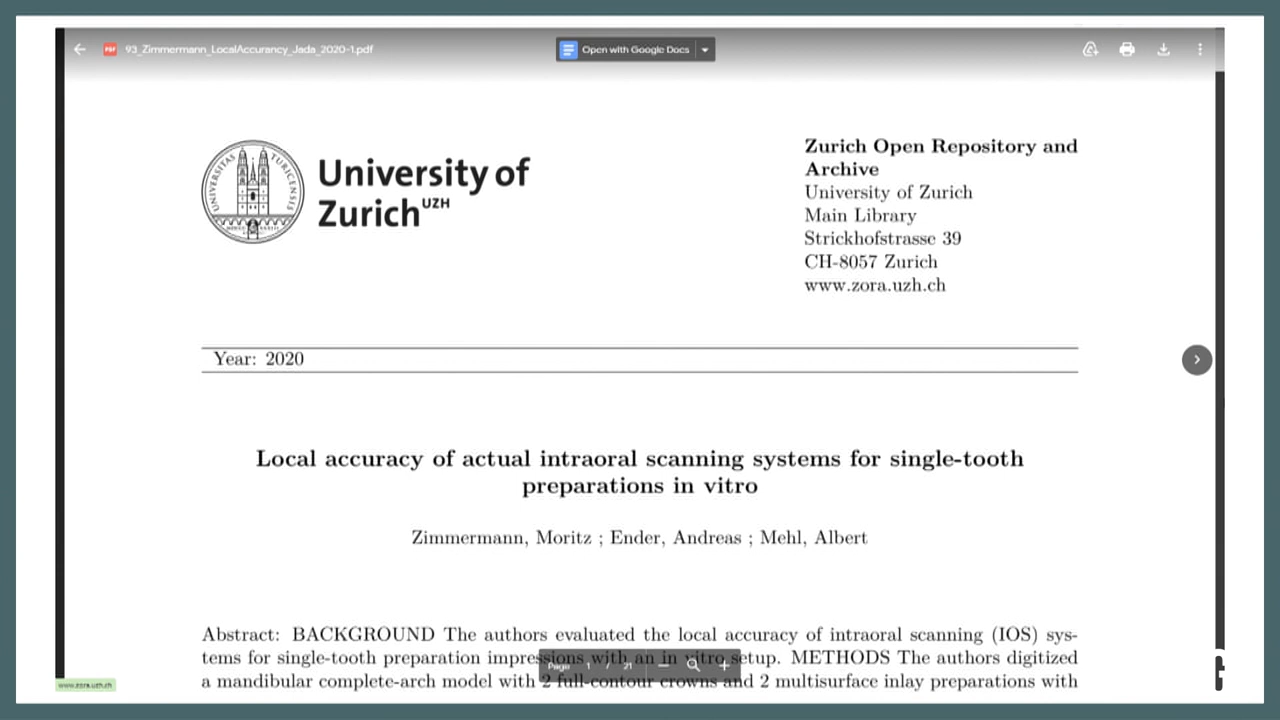 93_Zimmermann_LocalAccurancy_Jada_2020-1.pdf
Open with Google Docs
UNIVERSITAS TURICENSIS
University of
Zurich UZH
Zurich Open Repository and
Archive
University of Zurich
Main Library
Strickhofstrasse 39
CH-8057 Zurich
www.zora.uzh.ch
Year: 2020
Local accuracy of actual intraoral scanning systems for single-tooth
preparations in vitro
Zimmermann, Moritz ; Ender, Andreas ; Mehl, Albert
Abstract: BACKGROUND The authors evaluated the local accuracy of intraoral scanning (IOS) sys-
tems for single-tooth preparation impressions with an in vitro setup. METHODS The authors digitized
a mandibular complete-arch model with 2 full-contour crowns and 2 multisurface inlay preparations with
Page 1 / 21
www.zora.uzh.ch